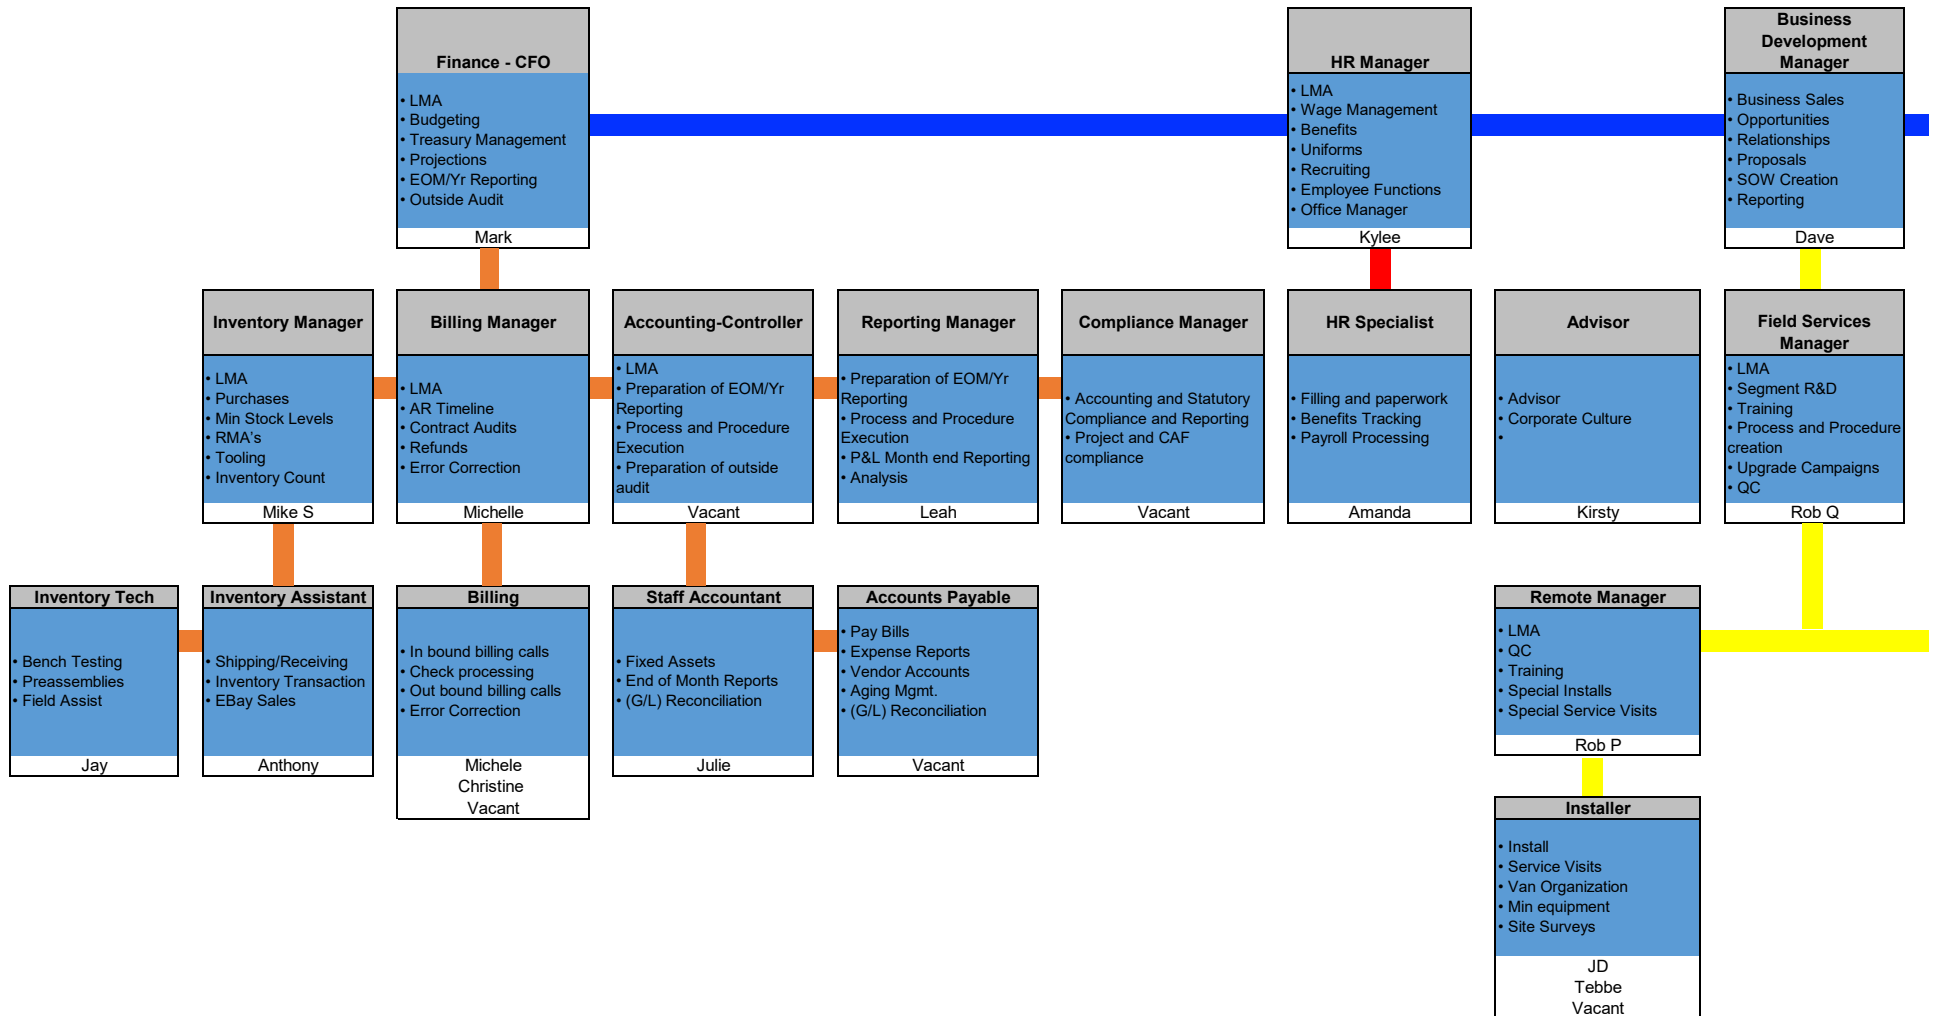 Finance - CFO
• LMA
• Budgeting
• Treasury Management
• Projections
• EOM/Yr Reporting
• Outside Audit
Mark
HR Manager
• LMA
• Wage Management
• Benefits
• Uniforms
• Recruiting
• Employee Functions
• Office Manager
Kylee
Business
Development
Manager
• Business Sales
• Opportunities
• Relationships
• Proposals
• SOW Creation
• Reporting
Dave
Inventory Manager
• LMA
• Purchases
• Min Stock Levels
• RMA's
• Tooling
• Inventory Count
Mike S
Billing Manager
• LMA
• AR Timeline
• Contract Audits
• Refunds
• Error Correction
Michelle
Accounting-Controller
• LMA
• Preparation of EOM/Yr
Reporting
• Process and Procedure
Execution
• Preparation of outside
audit
Vacant
Reporting Manager
• Preparation of EOM/Yr
Reporting
• Process and Procedure
Execution
• P&L Month end Reporting
• Analysis
Leah
Compliance Manager
• Accounting and Statutory
Compliance and Reporting
• Project and CAF
compliance
Vacant
HR Specialist
• Filling and paperwork
• Benefits Tracking
• Payroll Processing
Amanda
Advisor
• Advisor
• Corporate Culture
•
Kirsty
Field Services
Manager
• LMA
• Segment R&D
• Training
• Process and Procedure
creation
• Upgrade Campaigns
• QC
Rob Q
Inventory Tech
• Bench Testing
• Preassemblies
• Field Assist
Jay
Inventory Assistant
• Shipping/Receiving
• Inventory Transaction
• EBay Sales
Anthony
Billing
• In bound billing calls
• Check processing
• Out bound billing calls
• Error Correction
Michele
Christine
Vacant
Staff Accountant
• Fixed Assets
• End of Month Reports
• (G/L) Reconciliation
Julie
Accounts Payable
• Pay Bills
• Expense Reports
• Vendor Accounts
• Aging Mgmt.
• (G/L) Reconciliation
Vacant
Remote Manager
• LMA
• QC
• Training
• Special Installs
• Special Service Visits
Rob P
Installer
• Install
• Service Visits
• Van Organization
• Min equipment
• Site Surveys
JD
Tebbe
Vacant